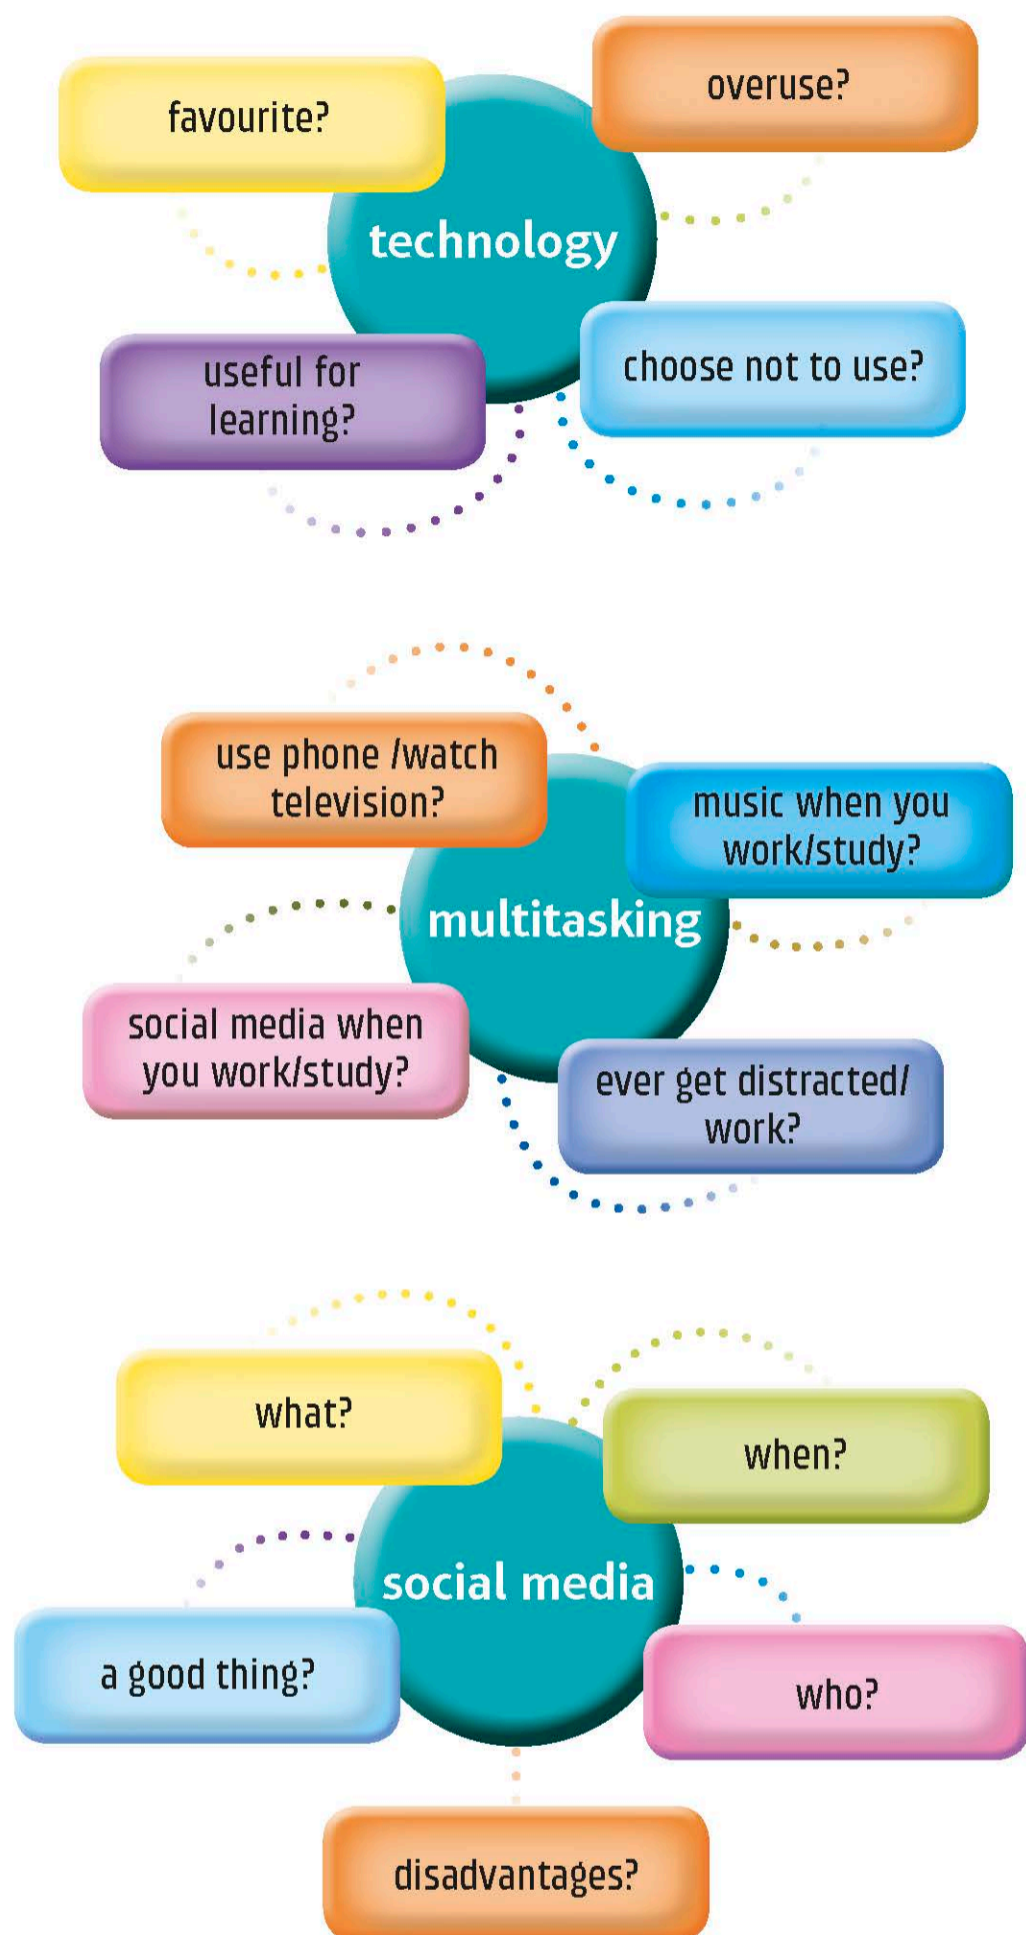 favourite?
overuse?
technology
useful for
learning?
choose not to use?
use phone /watch
television?
music when you
work/study?
multitasking
social media when
you work/study?
ever get distracted/
work?
what?
when?
social media
a good thing?
who?
disadvantages?